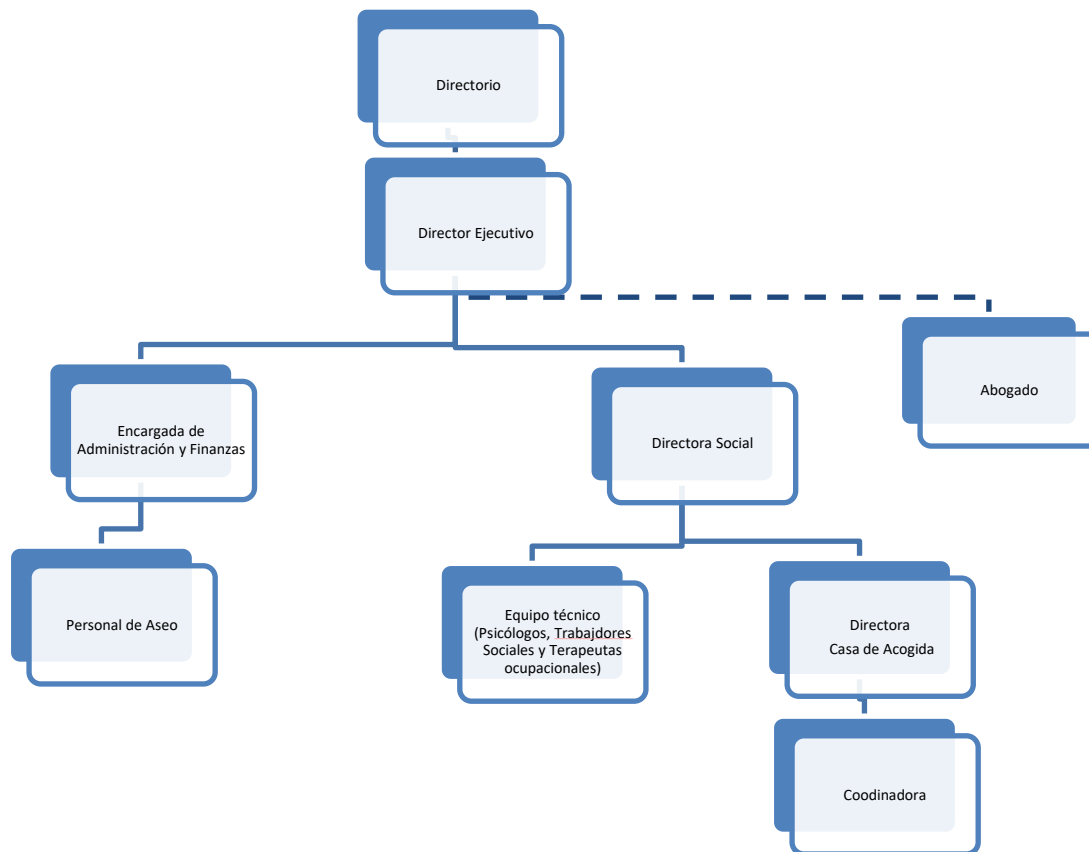 Directorio
Director Ejecutivo
Abogado
Encargada de
Administración y Finanzas
Directora Social
Personal de Aseo
Equipo técnico
(Psicólogos, Trabajdores
Sociales y Terapeutas
ocupacionales)
Directora
Casa de Acogida
Coodinadora